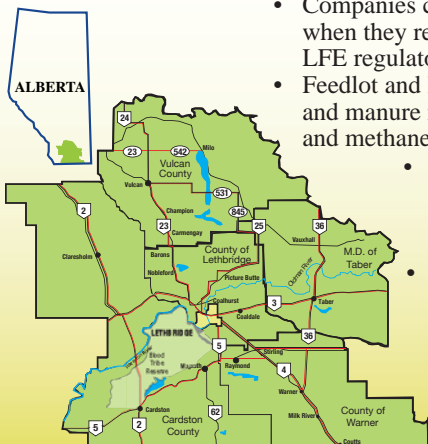 • Companies c
when they re
LFE regulato
• Feedlot and
and manure
and methane
•
•
ALBERTA
24
Milo
23
542
Vulcan
County
Vulcan
531
Champion
845
2
23
Carmangay
25
36
Vauxhall
County of
Lethbridge
M.D. of
Taber
Claresholm
Barons
Nobleford
Picture Butte
Oldman River
Coalhurst
3
Taber
Coaldale
LETHBRIDGE
36
5
Stirling
Blood
Tribe
Reserve
Magrath
Raymond
4
Warner
Cardston
62
Milk River
County of
Warner
5
2
Cardston
County
Coutts